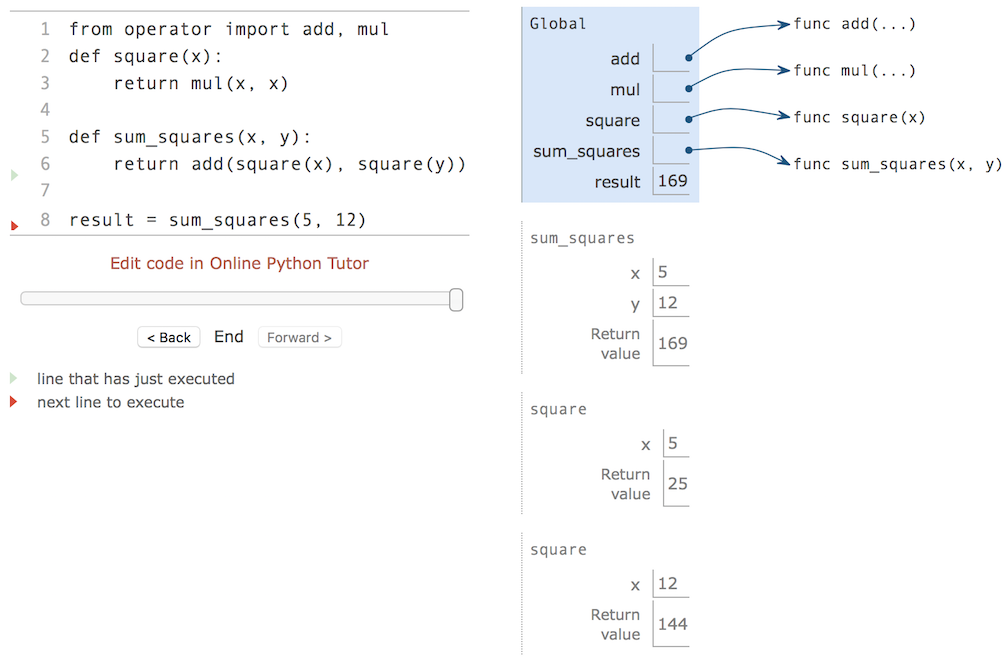 1 from operator import add, mul
2 def square(x):
3     return mul(x, x)
4
5 def sum_squares(x, y):
6     return add(square(x), square(y))
7
8 result = sum_squares(5, 12)
Edit code in Online Python Tutor
< Back End Forward >
line that has just executed
next line to execute
Global
add
mul
square
sum_squares
result 169
func add(...)
func mul(...)
func square(x)
func sum_squares(x, y)
sum_squares
x 5
y 12
Return
value 169
square
x 5
Return
value 25
square
x 12
Return
value 144